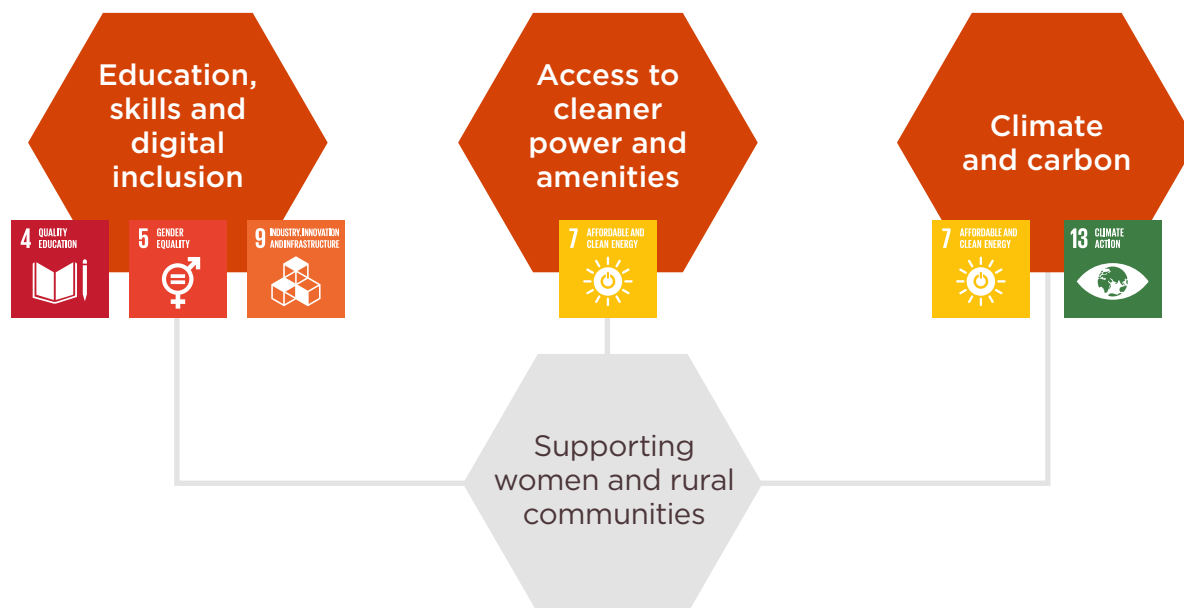 Education,
skills and
digital
inclusion
Access to
cleaner
power and
amenities
Climate
and carbon
4 QUALITY
EDUCATION
5 GENDER
EQUALITY
9 INDUSTRY, INNOVATION
AND INFRASTRUCTURE
7 AFFORDABLE AND
CLEAN ENERGY
7 AFFORDABLE AND
CLEAN ENERGY
13 CLIMATE
ACTION
Supporting
women and rural
communities